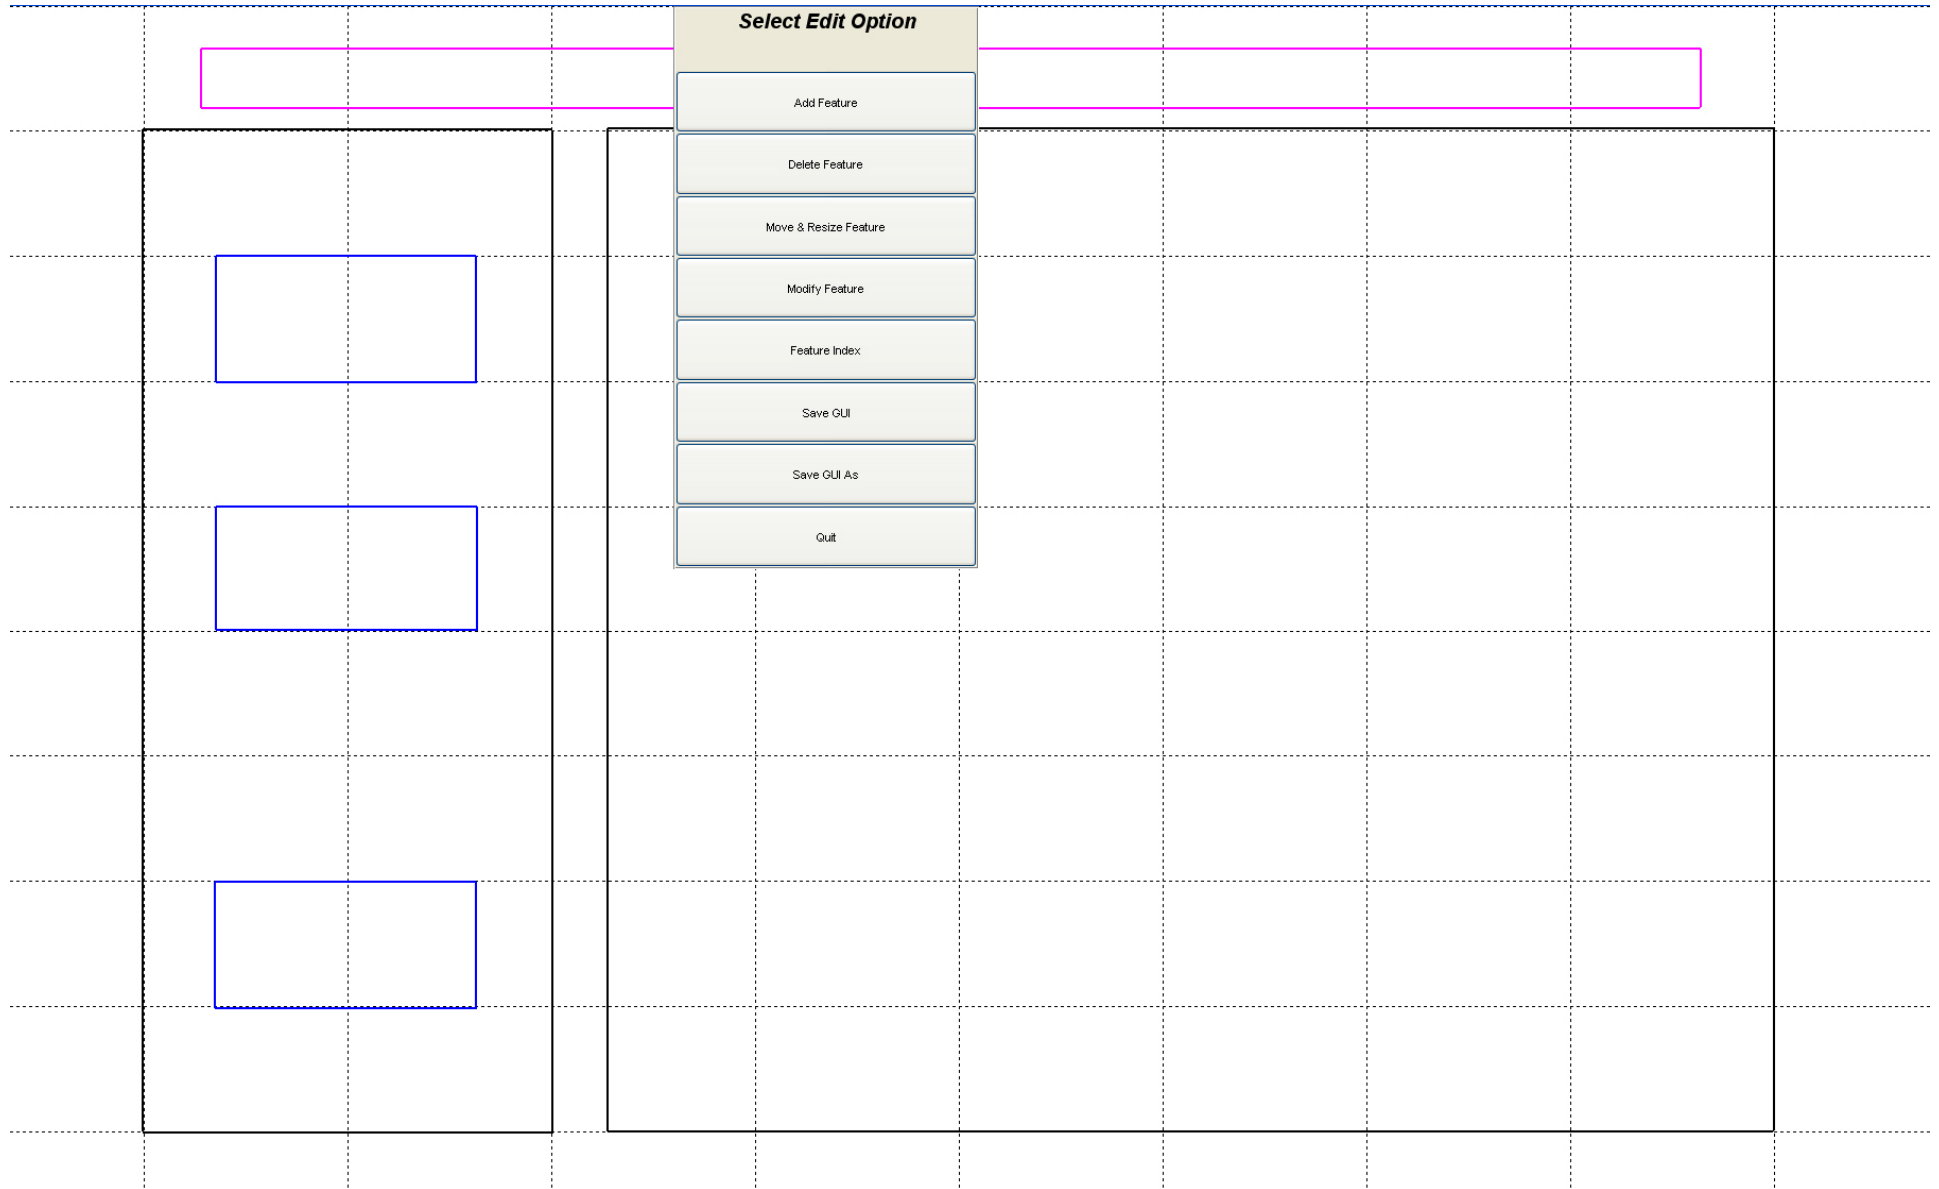 Select Edit Option
Add Feature
Delete Feature
Move & Resize Feature
Modify Feature
Feature Index
Save GUI
Save GUI As
Quit